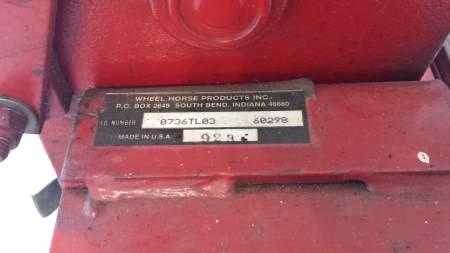 WHEEL HORSE PRODUCTS INC.
P.O. BOX 2649 SOUTH BEND, INDIANA 46680
I.D. NUMBER 0736TL03 60298
MADE IN U.S.A.